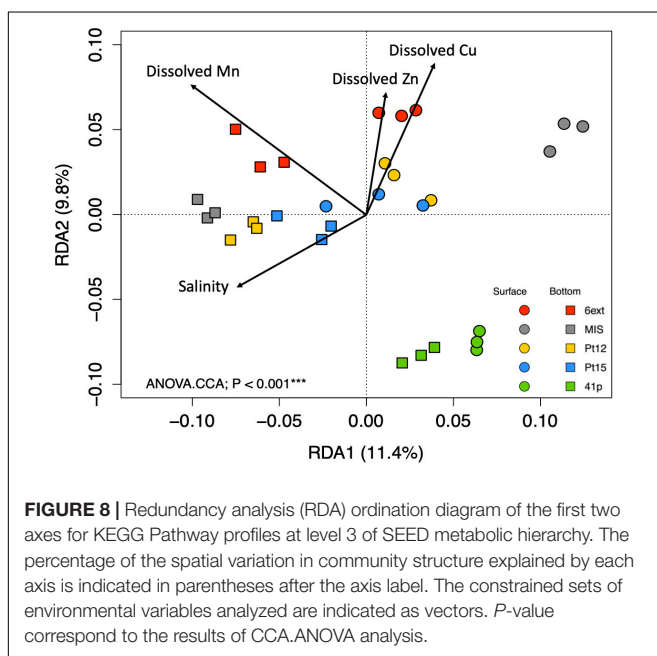 0.10
0.05
0.00
−0.05
−0.10
RDA2 (9.8%)
Dissolved Mn
Dissolved Zn
Dissolved Cu
Salinity
Surface Bottom
6ext
MIS
Pt12
Pt15
41p
ANOVA.CCA; P < 0.001***
−0.10 −0.05 0.00 0.05 0.10
RDA1 (11.4%)
FIGURE 8 | Redundancy analysis (RDA) ordination diagram of the first two
axes for KEGG Pathway profiles at level 3 of SEED metabolic hierarchy. The
percentage of the spatial variation in community structure explained by each
axis is indicated in parentheses after the axis label. The constrained sets of
environmental variables analyzed are indicated as vectors. P-value
correspond to the results of CCA.ANOVA analysis.